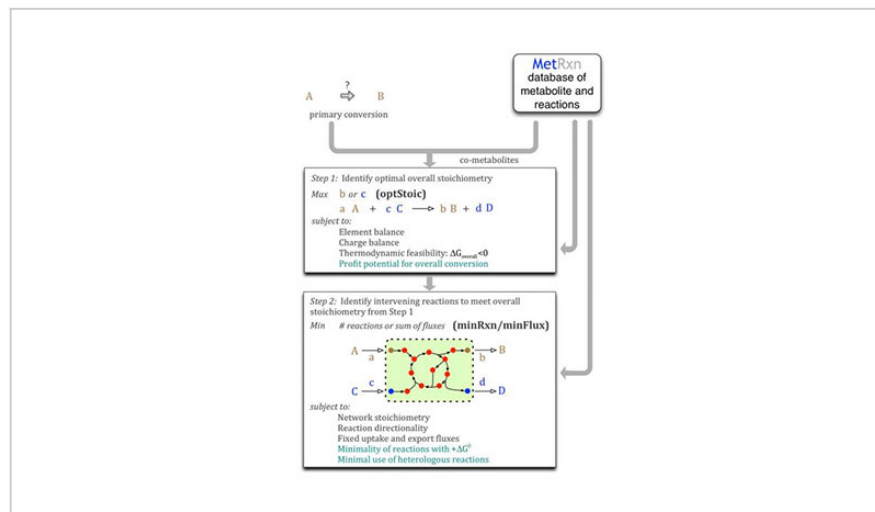 MetRxn
database of
metabolite and
reactions
?
A ⇒ B
primary conversion
co-metabolites
Step 1: Identify optimal overall stoichiometry
Max b or c (optStoic)
a A + c C → b B + d D
subject to:
Element balance
Charge balance
Thermodynamic feasibility: ΔGoverall<0
Profit potential for overall conversion
Step 2: Identify intervening reactions to meet overall
stoichiometry from Step 1
Min # reactions or sum of fluxes (minRxn/minFlux)
A a b B
C c d D
subject to:
Network stoichiometry
Reaction directionality
Fixed uptake and export fluxes
Minimality of reactions with +ΔG⁰
Minimal use of heterologous reactions